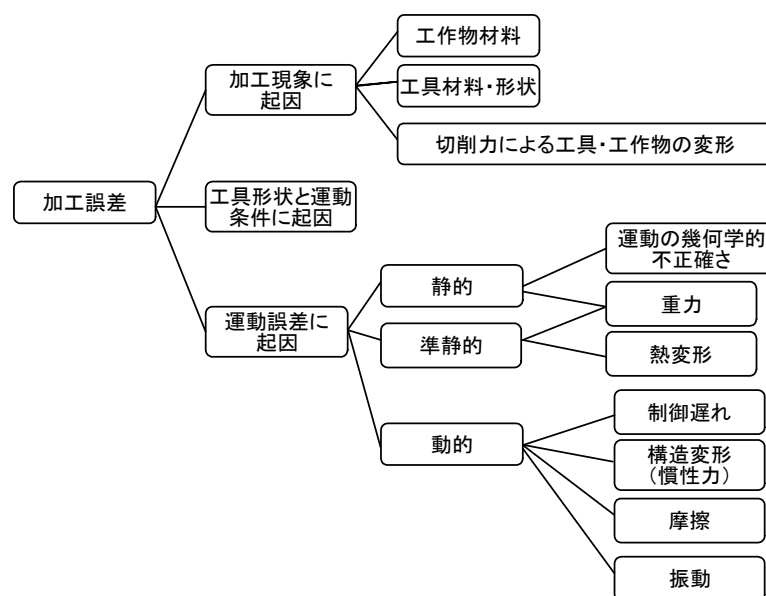 工作物材料
加工現象に
起因
工具材料・形状
切削力による工具・工作物の変形
加工誤差
工具形状と運動
条件に起因
運動の幾何学的
不正確さ
静的
重力
運動誤差に
起因
準静的
熱変形
制御遅れ
動的
構造変形
(慣性力)
摩擦
振動